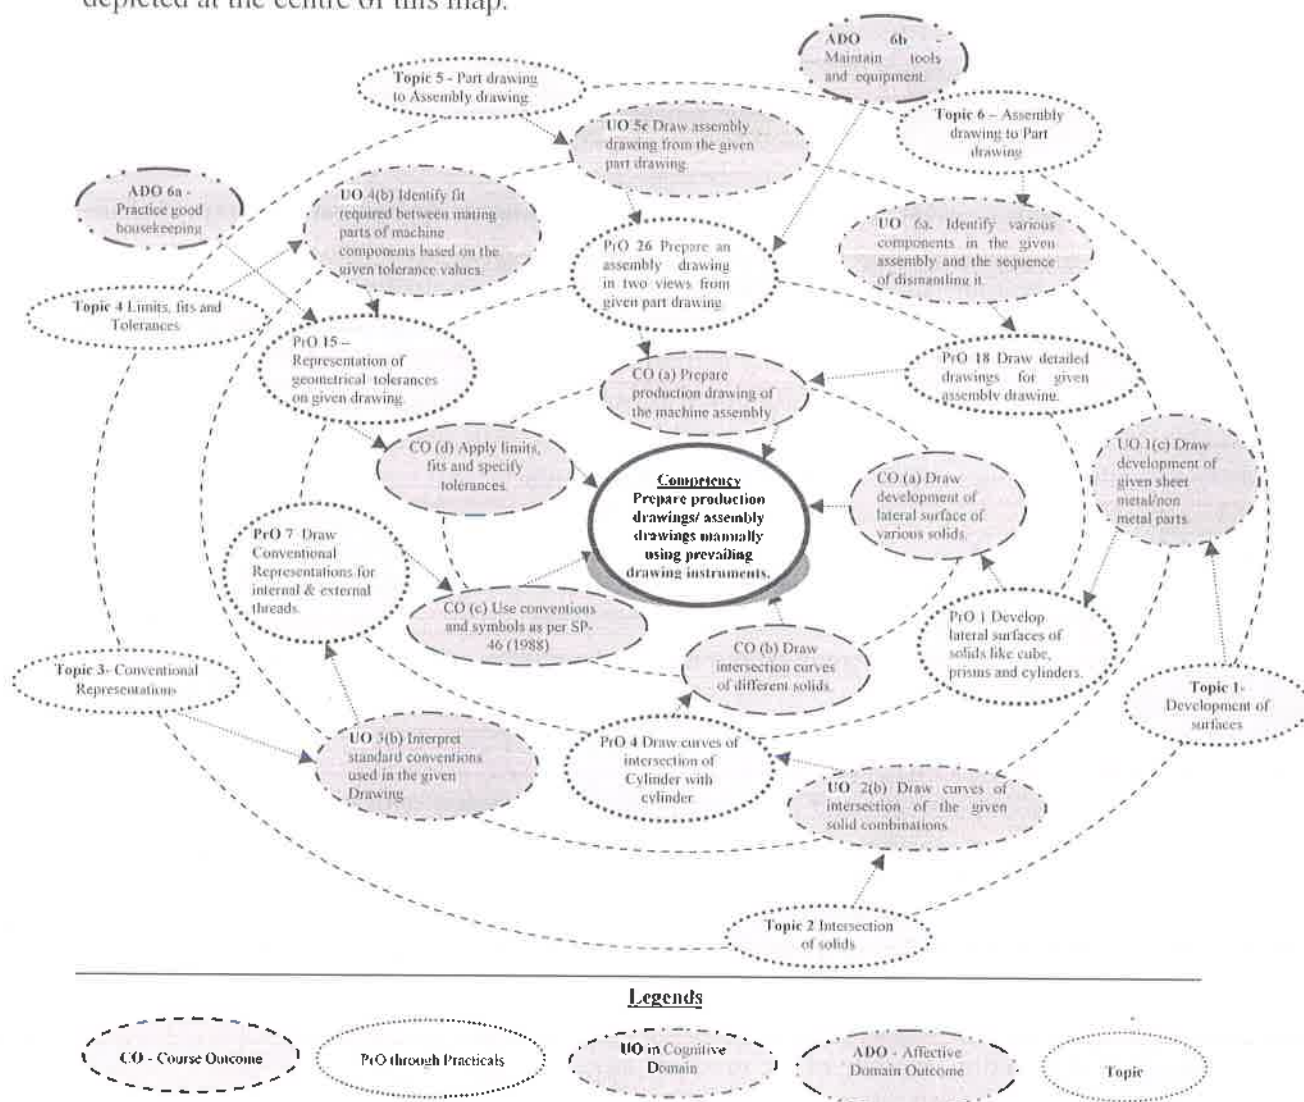 depicted at the centre of this map.
ADO 6b -
Maintain tools
and equipment.
Topic 5 - Part drawing
to Assembly drawing
Topic 6 – Assembly
drawing to Part
drawing
UO 5c Draw assembly
drawing from the given
part drawing.
ADO 6a -
Practice good
housekeeping
UO 4(b) Identify fit
required between mating
parts of machine
components based on the
given tolerance values.
UO 6a. Identify various
components in the given
assembly and the sequence
of dismantling it.
PrO 26 Prepare an
assembly drawing
in two views from
given part drawing.
Topic 4 Limits, fits and
Tolerances
PrO 15 –
Representation of
geometrical tolerances
on given drawing.
PrO 18 Draw detailed
drawings for given
assembly drawing.
CO (a) Prepare
production drawing of
the machine assembly
CO (d) Apply limits,
fits and specify
tolerances.
UO 1(c) Draw
development of
given sheet
metal/non
metal parts.
Competency
Prepare production
drawings/ assembly
drawings manually
using prevailing
drawing instruments.
CO (a) Draw
development of
lateral surface of
various solids.
PrO 7 Draw
Conventional
Representations for
internal & external
threads.
CO (c) Use conventions
and symbols as per SP-
46 (1988)
CO (b) Draw
intersection curves
of different solids.
PrO 1 Develop
lateral surfaces of
solids like cube,
prisms and cylinders.
Topic 3- Conventional
Representations
Topic 1-
Development of
surfaces
UO 3(b) Interpret
standard conventions
used in the given
Drawing
PrO 4 Draw curves of
intersection of
Cylinder with
cylinder
UO 2(b) Draw curves of
intersection of the given
solid combinations
Topic 2 Intersection
of solids
Legends
CO - Course Outcome
PrO through Practicals
UO in Cognitive
Domain
ADO - Affective
Domain Outcome
Topic